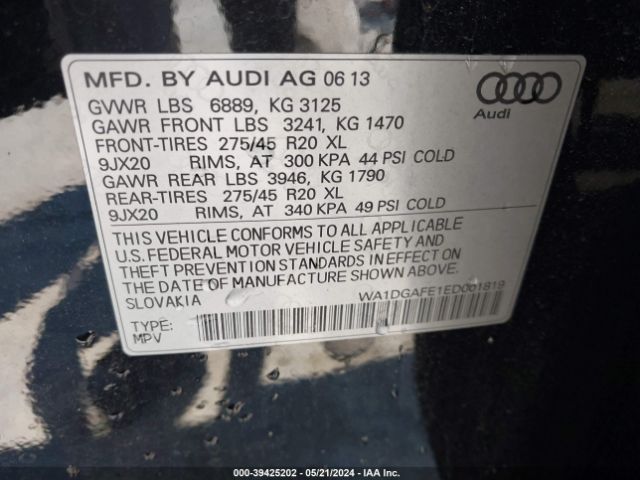 MFD. BY AUDI AG 06 13
GVWR LBS 6889, KG 3125
GAWR FRONT LBS 3241, KG 1470
FRONT-TIRES 275/45 R20 XL
9JX20 RIMS, AT 300 KPA 44 PSI COLD
GAWR REAR LBS 3946, KG 1790
REAR-TIRES 275/45 R20 XL
9JX20 RIMS, AT 340 KPA 49 PSI COLD
Audi
THIS VEHICLE CONFORMS TO ALL APPLICABLE
U.S. FEDERAL MOTOR VEHICLE SAFETY AND
THEFT PREVENTION STANDARDS IN EFFECT ON
THE DATE OF MANUFACTURE SHOWN ABOVE.
SLOVAKIA
WA1DGAFE1ED001819
TYPE:
MPV
000-39425202 - 05/21/2024 - IAA Inc.